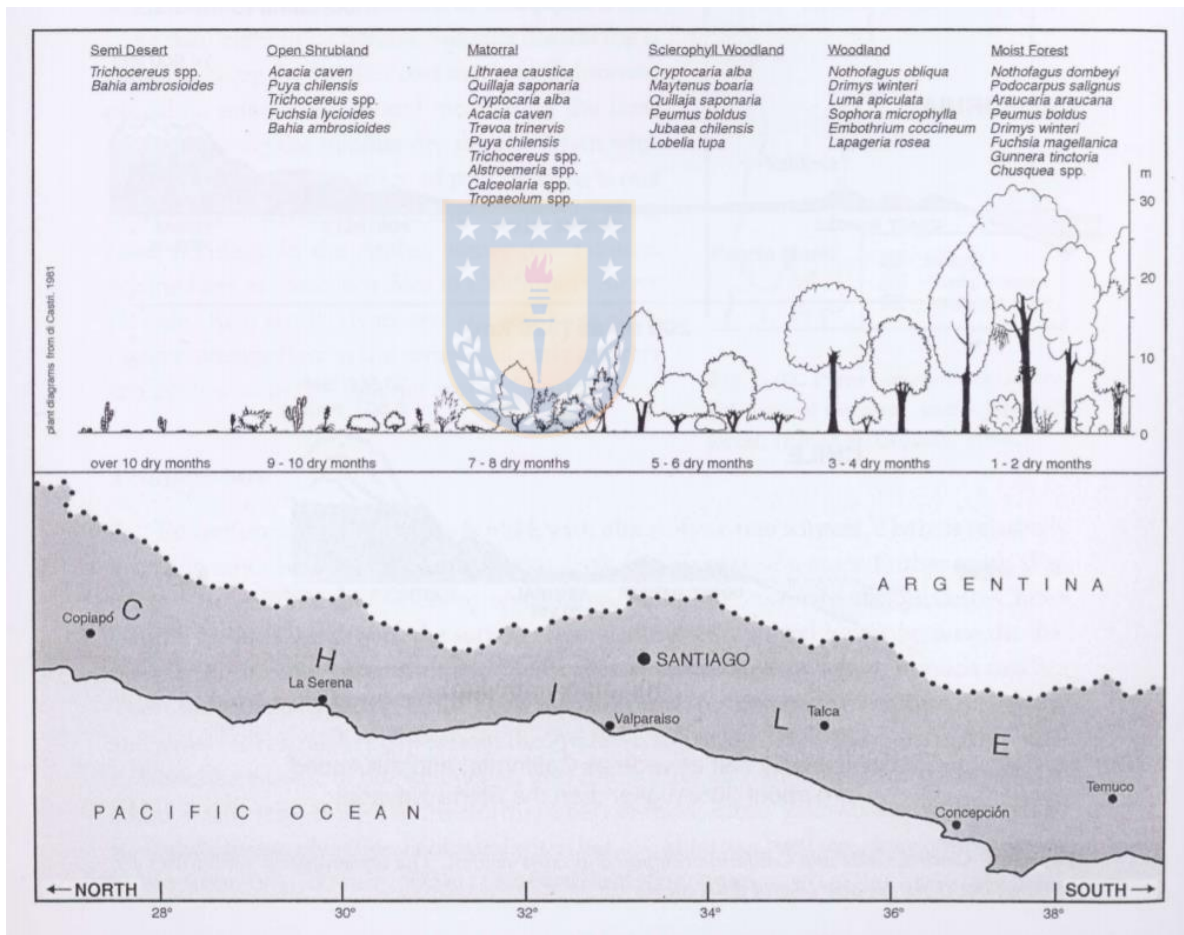 Semi Desert
Trichocereus spp.
Bahia ambrosioides
Open Shrubland
Acacia caven
Puya chilensis
Trichocereus spp.
Fuchsia lycioides
Bahia ambrosioides
Matorral
Lithraea caustica
Quillaja saponaria
Cryptocaria alba
Acacia caven
Trevoa trinervis
Puya chilensis
Trichocereus spp.
Alstroemeria spp.
Calceolaria spp.
Tropaeolum spp.
Sclerophyll Woodland
Cryptocaria alba
Maytenus boaria
Quillaja saponaria
Peumus boldus
Jubaea chilensis
Lobelia tupa
Woodland
Nothofagus obliqua
Drimys winteri
Luma apiculata
Sophora microphylla
Embothrium coccineum
Lapageria rosea
Moist Forest
Nothofagus dombeyi
Podocarpus salignus
Araucaria araucana
Peumus boldus
Drimys winteri
Fuchsia magellanica
Gunnera tinctoria
Chusquea spp.
m
30
20
10
0
plant diagrams from di Castri, 1981
over 10 dry months
9 - 10 dry months
7 - 8 dry months
5 - 6 dry months
3 - 4 dry months
1 - 2 dry months
ARGENTINA
CHILE
Copiapó
La Serena
SANTIAGO
Valparaiso
Talca
Concepción
Temuco
PACIFIC OCEAN
←NORTH
SOUTH→
28°
30°
32°
34°
36°
38°